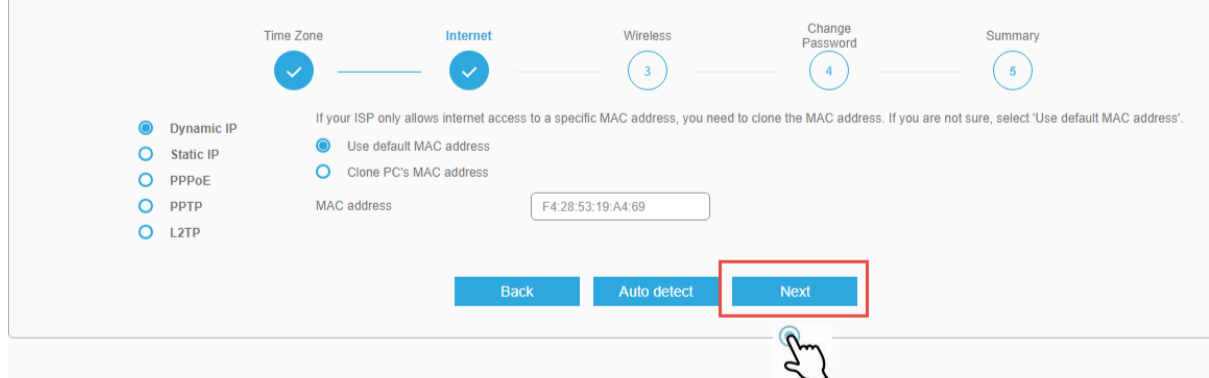 Time Zone
Internet
Wireless
Change
Password
Summary
3
4
5
Dynamic IP
Static IP
PPPoE
PPTP
L2TP
If your ISP only allows internet access to a specific MAC address, you need to clone the MAC address. If you are not sure, select 'Use default MAC address'.
Use default MAC address
Clone PC's MAC address
MAC address
F4:28:53:19:A4:69
Back
Auto detect
Next